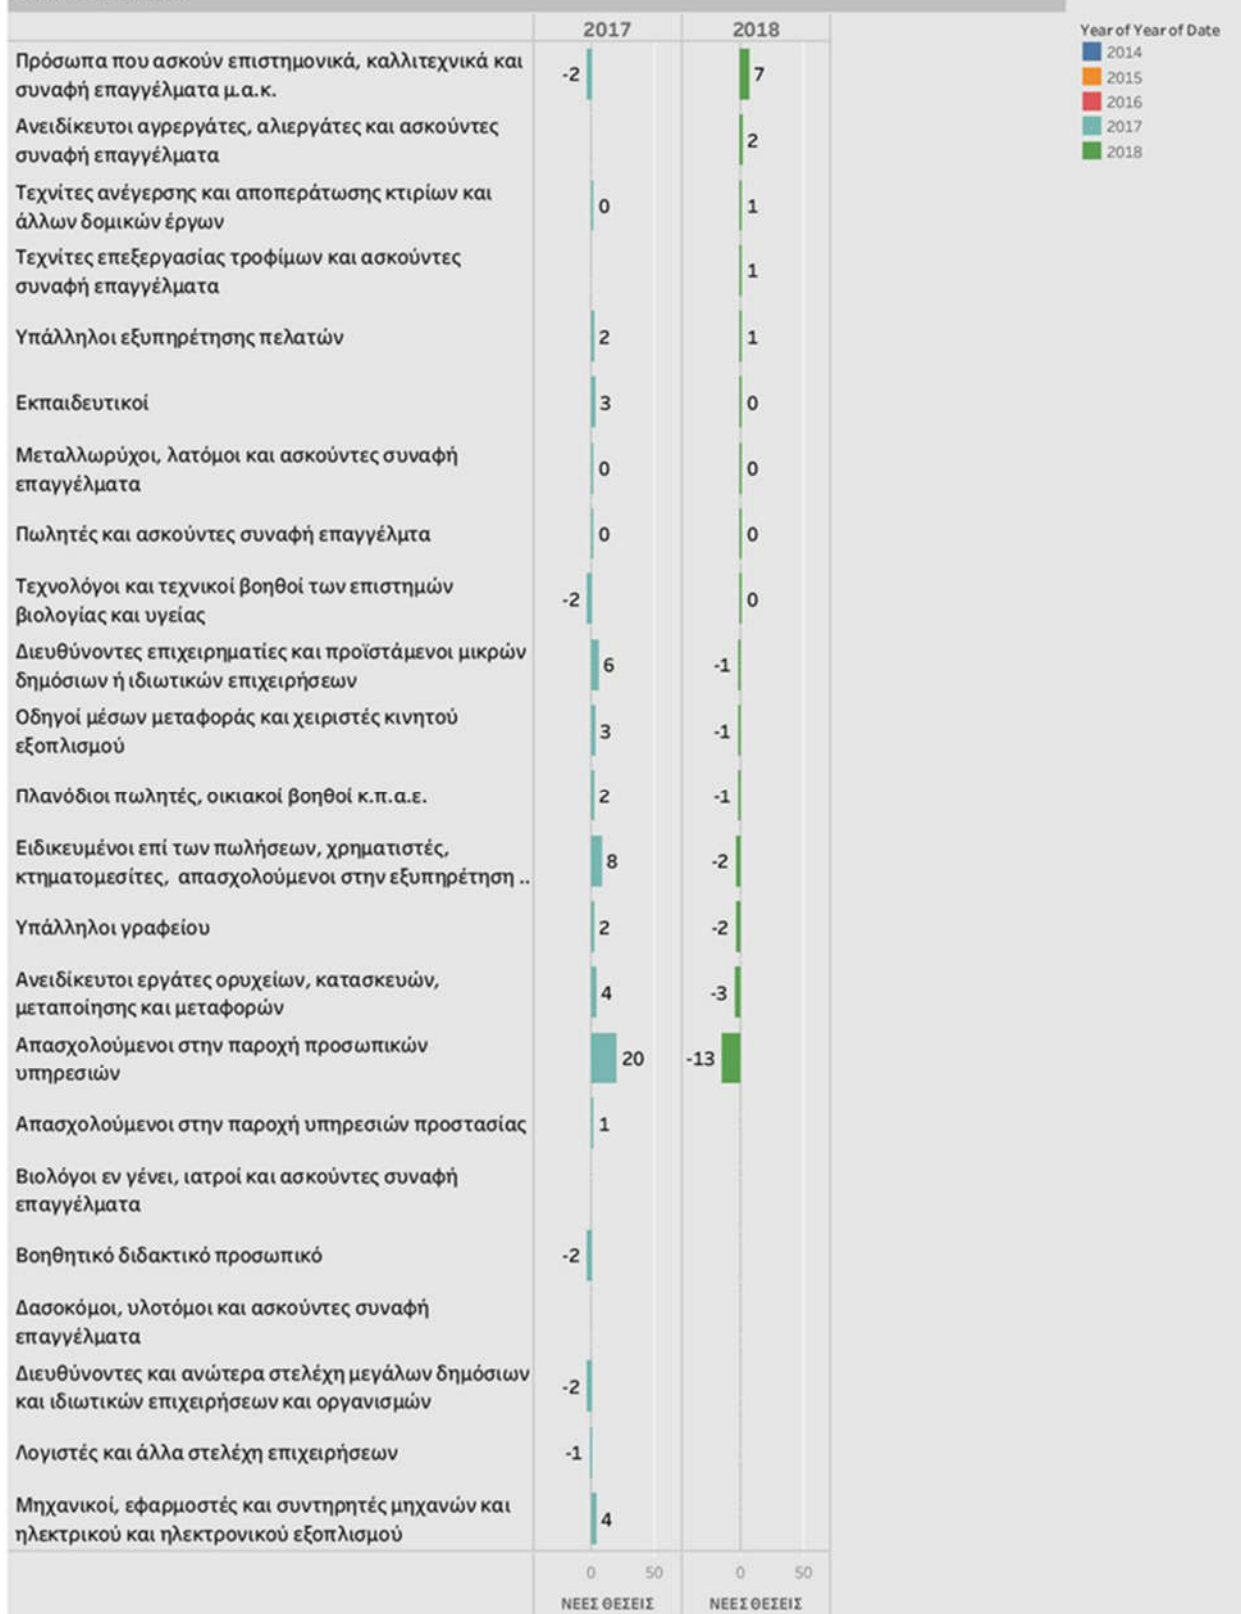 2017 2018
Year of Year of Date
2014
2015
2016
2017
2018
Πρόσωπα που ασκούν επιστημονικά, καλλιτεχνικά και
συναφή επαγγέλματα μ.α.κ.
-2 7
Ανειδίκευτοι αγρεργάτες, αλιεργάτες και ασκούντες
συναφή επαγγέλματα
2
Τεχνίτες ανέγερσης και αποπεράτωσης κτιρίων και
άλλων δομικών έργων
0 1
Τεχνίτες επεξεργασίας τροφίμων και ασκούντες
συναφή επαγγέλματα
1
Υπάλληλοι εξυπηρέτησης πελατών 2 1
Εκπαιδευτικοί 3 0
Μεταλλωρύχοι, λατόμοι και ασκούντες συναφή
επαγγέλματα
0 0
Πωλητές και ασκούντες συναφή επαγγέλμτα 0 0
Τεχνολόγοι και τεχνικοί βοηθοί των επιστημών
βιολογίας και υγείας
-2 0
Διευθύνοντες επιχειρηματίες και προϊστάμενοι μικρών
δημόσιων ή ιδιωτικών επιχειρήσεων
6 -1
Οδηγοί μέσων μεταφοράς και χειριστές κινητού
εξοπλισμού
3 -1
Πλανόδιοι πωλητές, οικιακοί βοηθοί κ.π.α.ε. 2 -1
Ειδικευμένοι επί των πωλήσεων, χρηματιστές,
κτηματομεσίτες, απασχολούμενοι στην εξυπηρέτηση ..
8 -2
Υπάλληλοι γραφείου 2 -2
Ανειδίκευτοι εργάτες ορυχείων, κατασκευών,
μεταποίησης και μεταφορών
4 -3
Απασχολούμενοι στην παροχή προσωπικών
υπηρεσιών
20 -13
Απασχολούμενοι στην παροχή υπηρεσιών προστασίας 1
Βιολόγοι εν γένει, ιατροί και ασκούντες συναφή
επαγγέλματα
Βοηθητικό διδακτικό προσωπικό -2
Δασοκόμοι, υλοτόμοι και ασκούντες συναφή
επαγγέλματα
Διευθύνοντες και ανώτερα στελέχη μεγάλων δημόσιων
και ιδιωτικών επιχειρήσεων και οργανισμών
-2
Λογιστές και άλλα στελέχη επιχειρήσεων -1
Μηχανικοί, εφαρμοστές και συντηρητές μηχανών και
ηλεκτρικού και ηλεκτρονικού εξοπλισμού
4
0 50 0 50
ΝΕΕΣ ΘΕΣΕΙΣ ΝΕΕΣ ΘΕΣΕΙΣ